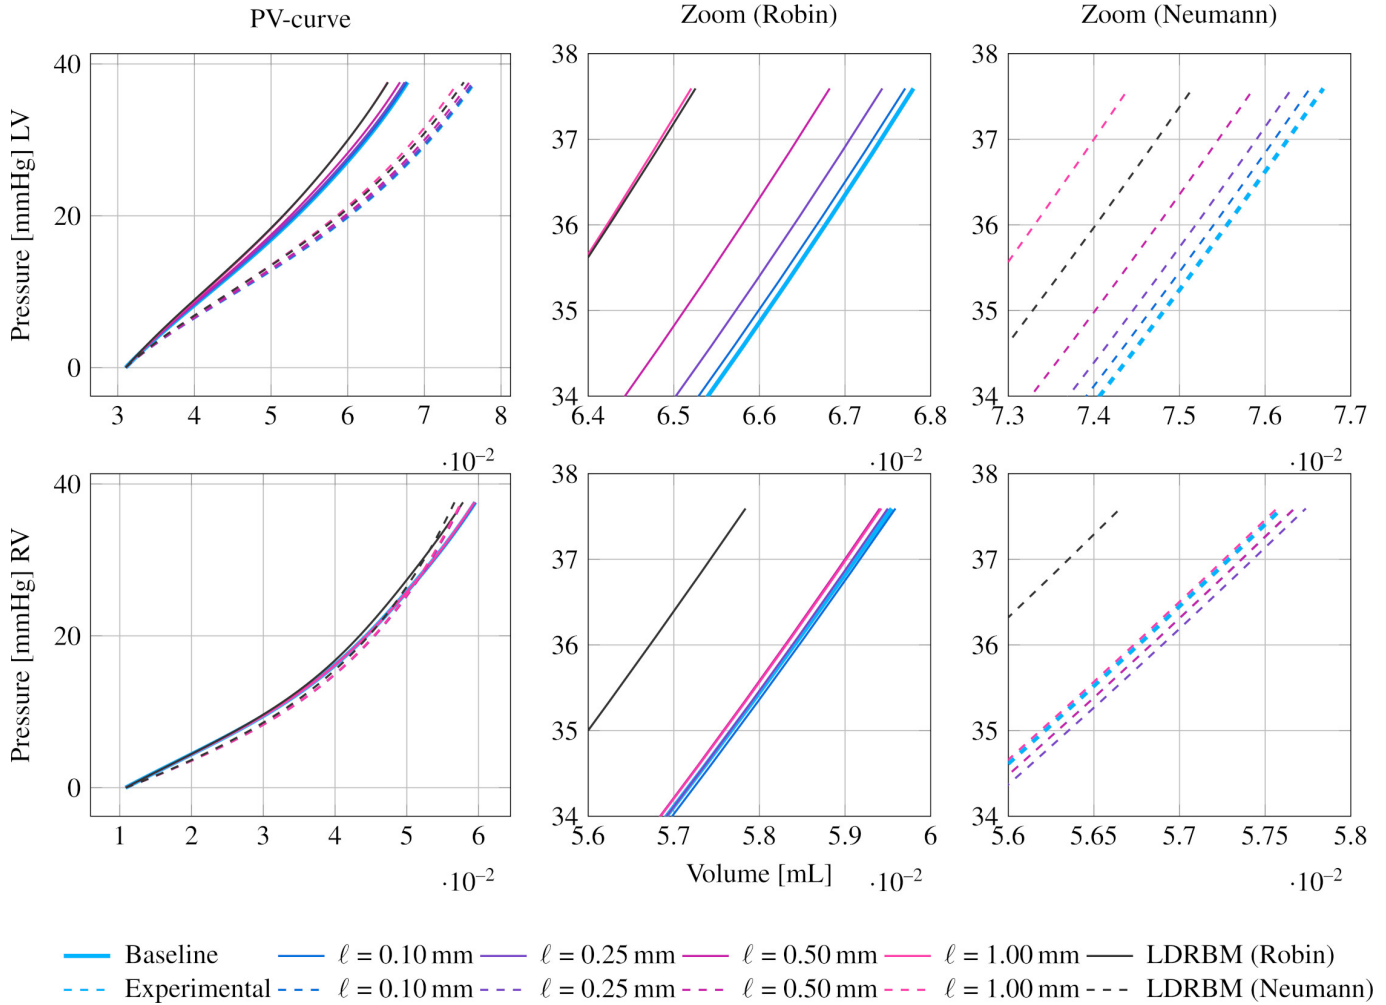 PV-curve Zoom (Robin) Zoom (Neumann)
Pressure [mmHg] LV
40 20 0
3 4 5 6 7 8
·10⁻²
38 37 36 35 34
6.4 6.5 6.6 6.7 6.8
·10⁻²
38 37 36 35 34
7.3 7.4 7.5 7.6 7.7
·10⁻²
Pressure [mmHg] RV
40 20 0
1 2 3 4 5 6
·10⁻²
38 37 36 35 34
5.6 5.7 5.8 5.9 6
Volume [mL] ·10⁻²
38 37 36 35 34
5.6 5.65 5.7 5.75 5.8
·10⁻²
Baseline ℓ = 0.10 mm ℓ = 0.25 mm ℓ = 0.50 mm ℓ = 1.00 mm LDRBM (Robin)
Experimental ℓ = 0.10 mm ℓ = 0.25 mm ℓ = 0.50 mm ℓ = 1.00 mm LDRBM (Neumann)